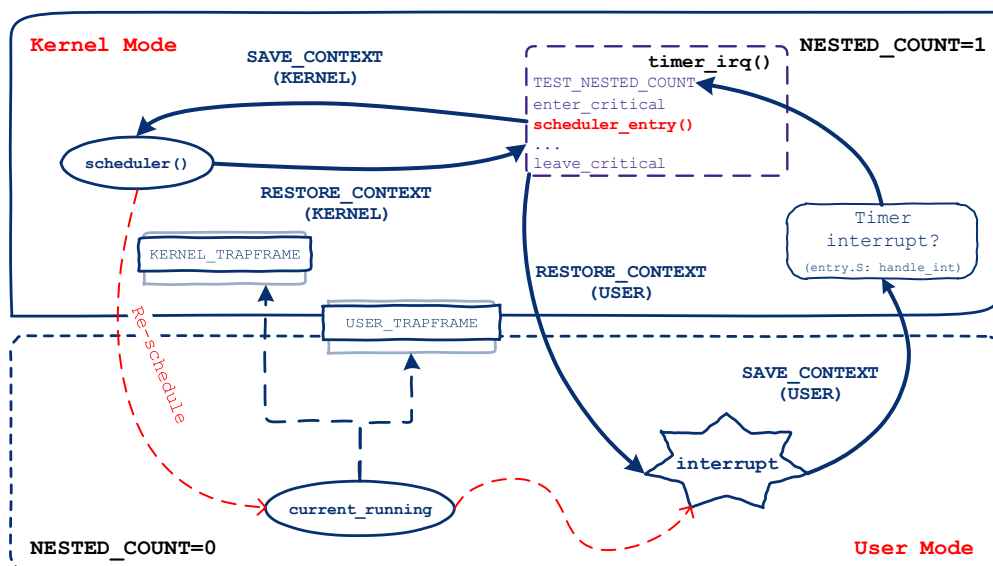 Kernel Mode
SAVE_CONTEXT
(KERNEL)
NESTED_COUNT=1
timer_irq()
TEST_NESTED_COUNT
enter_critical
scheduler_entry()
...
leave_critical
scheduler()
RESTORE_CONTEXT
(KERNEL)
Timer
interrupt?
(entry.S: handle_int)
KERNEL_TRAPFRAME
RESTORE_CONTEXT
(USER)
USER_TRAPFRAME
Re-schedule
SAVE_CONTEXT
(USER)
interrupt
current_running
NESTED_COUNT=0
User Mode